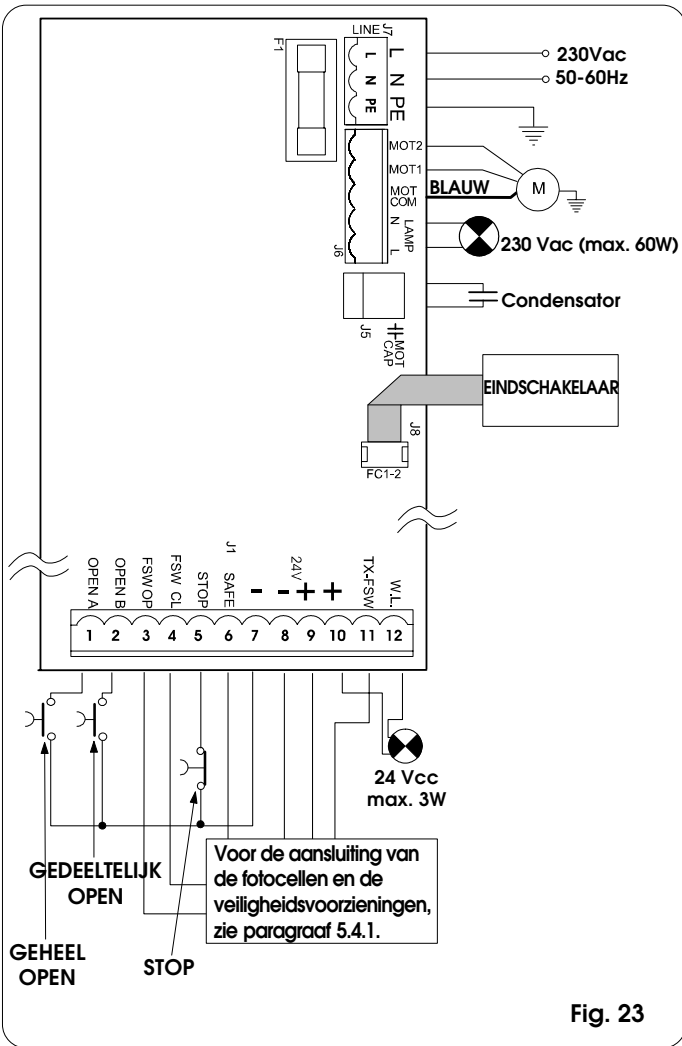 LINE J7
F1
L L
N N
PE PE
230Vac
50-60Hz
MOT2
MOT1
MOT COM
BLAUW
M
N LAMP L
J6
230 Vac (max. 60W)
J5
MOT CAP
Condensator
EINDSCHAKELAAR
J8
FC1-2
J1
OPEN A
OPEN B
FSW OP
FSW CL
STOP
SAFE
-
24V
- +
+
TX-FSW
W.L.
1 2 3 4 5 6 7 8 9 10 11 12
24 Vcc
max. 3W
GEDEELTELIJK
OPEN
GEHEEL
OPEN
STOP
Voor de aansluiting van
de fotocellen en de
veiligheidsvoorzieningen,
zie paragraaf 5.4.1.
Fig. 23